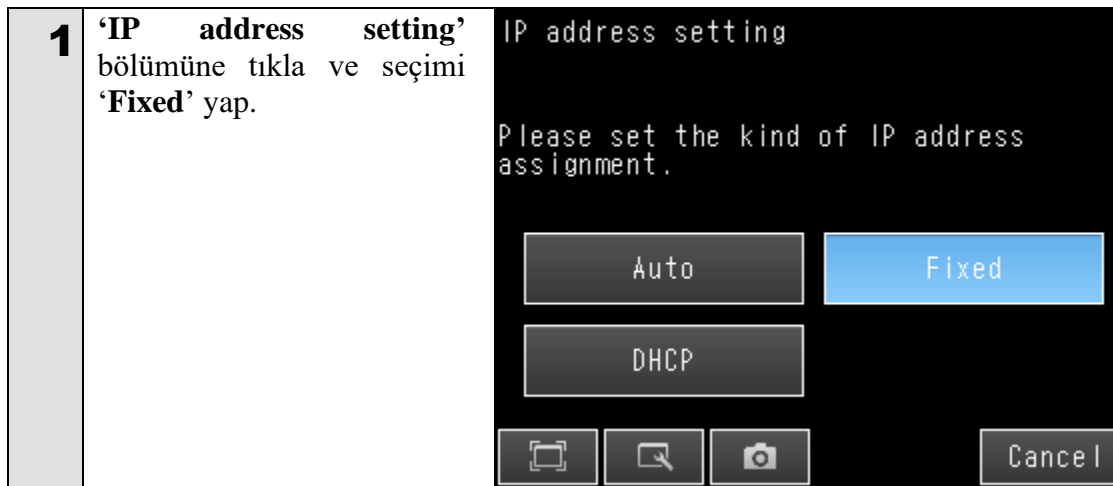 1
‘IP address setting’
bölümüne tıkla ve seçimi
‘Fixed’ yap.
IP address setting
Please set the kind of IP address
assignment.
Auto
Fixed
DHCP
Cancel